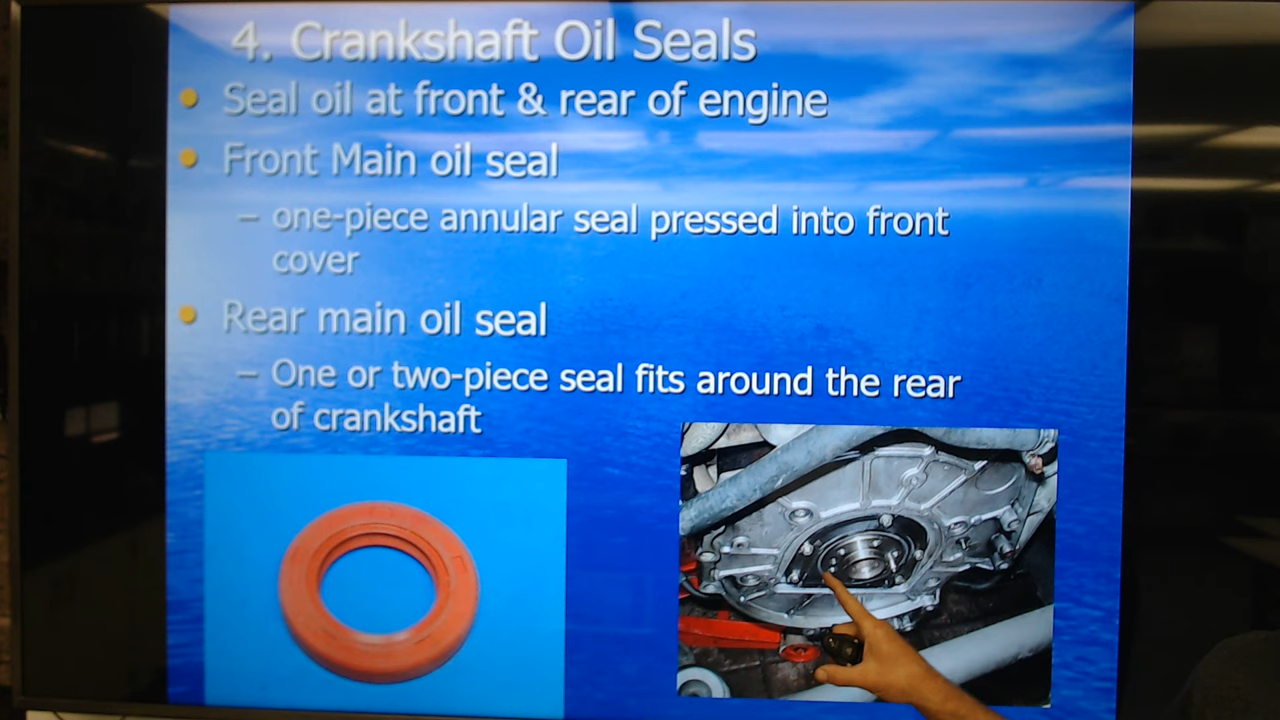 4. Crankshaft Oil Seals
Seal oil at front & rear of engine
Front Main oil seal
– one-piece annular seal pressed into front
cover
Rear main oil seal
– One or two-piece seal fits around the rear
of crankshaft